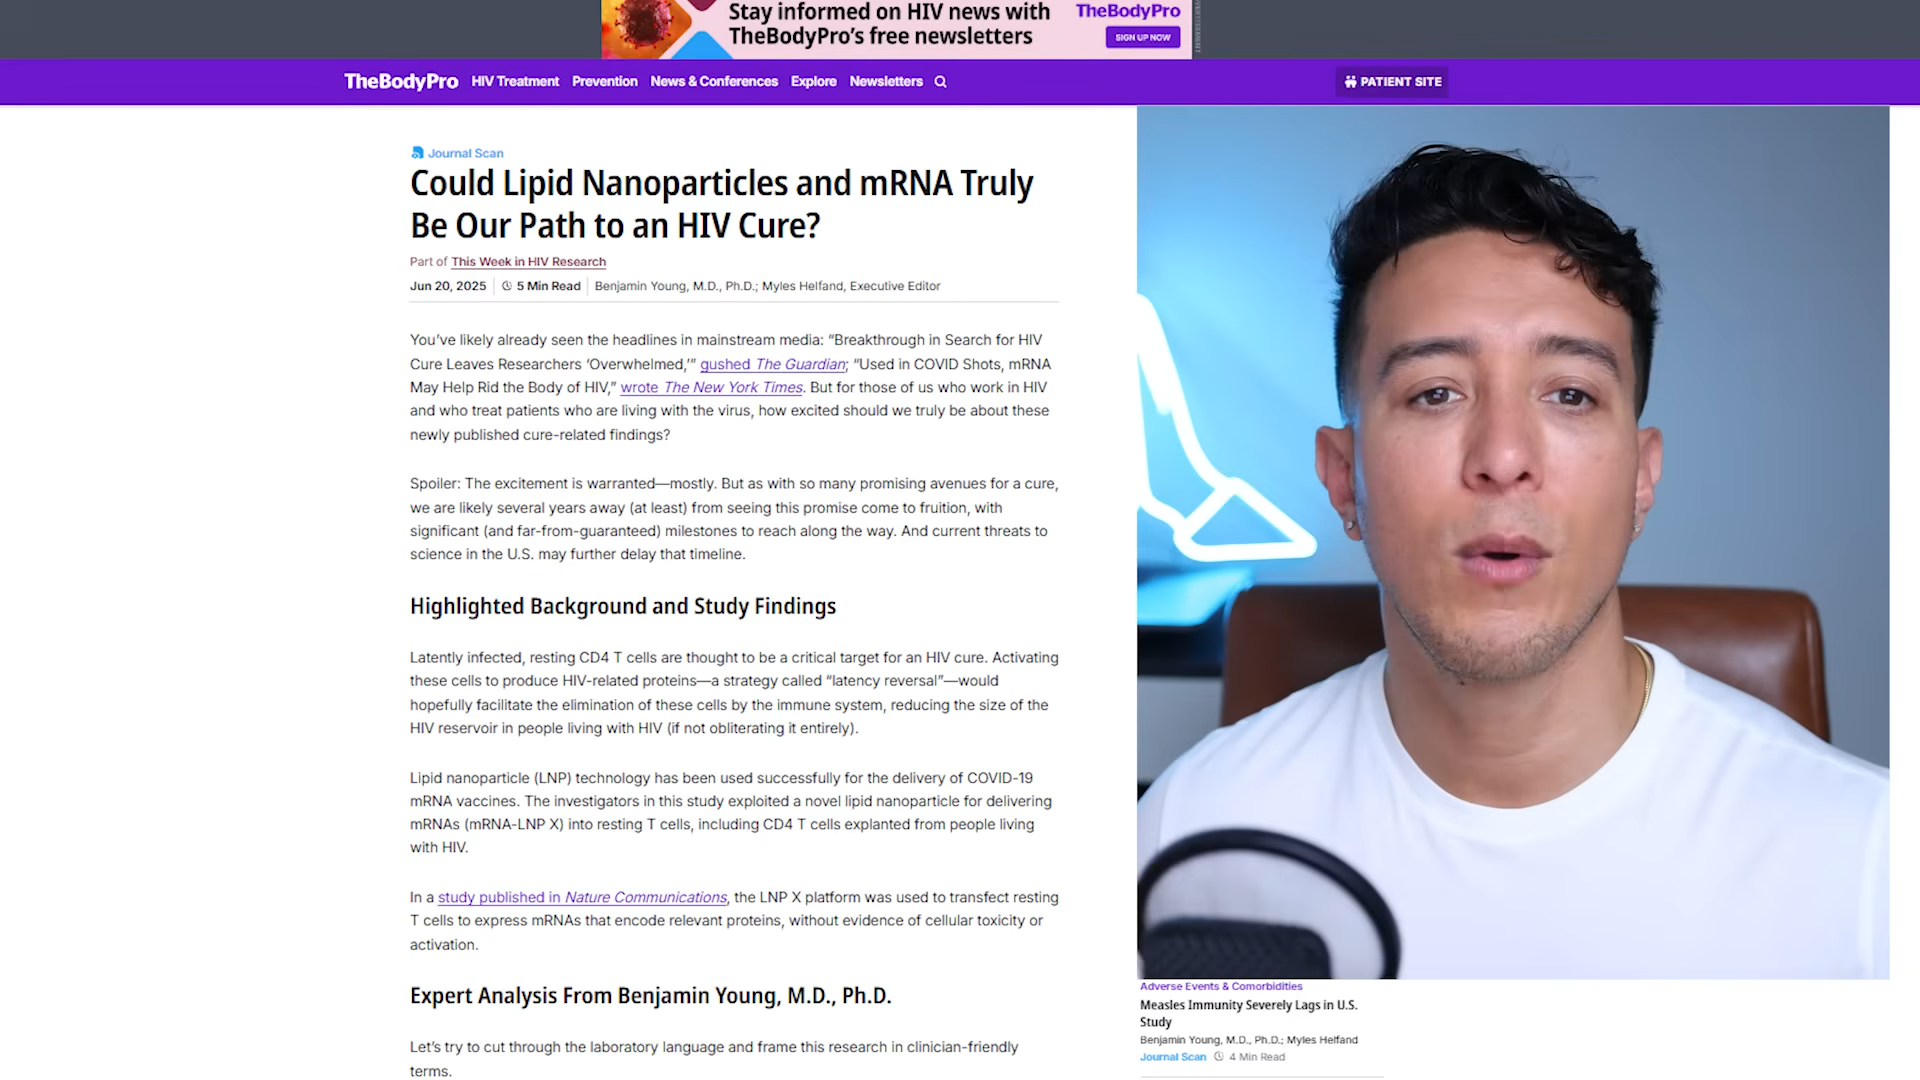 Stay informed on HIV news with
TheBodyPro's free newsletters
TheBodyPro
SIGN UP NOW
TheBodyPro HIV Treatment Prevention News & Conferences Explore Newsletters PATIENT SITE
Journal Scan
Could Lipid Nanoparticles and mRNA Truly
Be Our Path to an HIV Cure?
Part of This Week in HIV Research
Jun 20, 2025 5 Min Read Benjamin Young, M.D., Ph.D.; Myles Helfand, Executive Editor
You've likely already seen the headlines in mainstream media: “Breakthrough in Search for HIV
Cure Leaves Researchers ‘Overwhelmed,’” gushed The Guardian; “Used in COVID Shots, mRNA
May Help Rid the Body of HIV,” wrote The New York Times. But for those of us who work in HIV
and who treat patients who are living with the virus, how excited should we truly be about these
newly published cure-related findings?
Spoiler: The excitement is warranted—mostly. But as with so many promising avenues for a cure,
we are likely several years away (at least) from seeing this promise come to fruition, with
significant (and far-from-guaranteed) milestones to reach along the way. And current threats to
science in the U.S. may further delay that timeline.
Highlighted Background and Study Findings
Latently infected, resting CD4 T cells are thought to be a critical target for an HIV cure. Activating
these cells to produce HIV-related proteins—a strategy called “latency reversal”—would
hopefully facilitate the elimination of these cells by the immune system, reducing the size of the
HIV reservoir in people living with HIV (if not obliterating it entirely).
Lipid nanoparticle (LNP) technology has been used successfully for the delivery of COVID-19
mRNA vaccines. The investigators in this study exploited a novel lipid nanoparticle for delivering
mRNAs (mRNA-LNP X) into resting T cells, including CD4 T cells explanted from people living
with HIV.
In a study published in Nature Communications, the LNP X platform was used to transfect resting
T cells to express mRNAs that encode relevant proteins, without evidence of cellular toxicity or
activation.
Expert Analysis From Benjamin Young, M.D., Ph.D.
Let's try to cut through the laboratory language and frame this research in clinician-friendly
terms.
Adverse Events & Comorbidities
Measles Immunity Severely Lags in U.S.
Study
Benjamin Young, M.D., Ph.D.; Myles Helfand
Journal Scan 4 Min Read